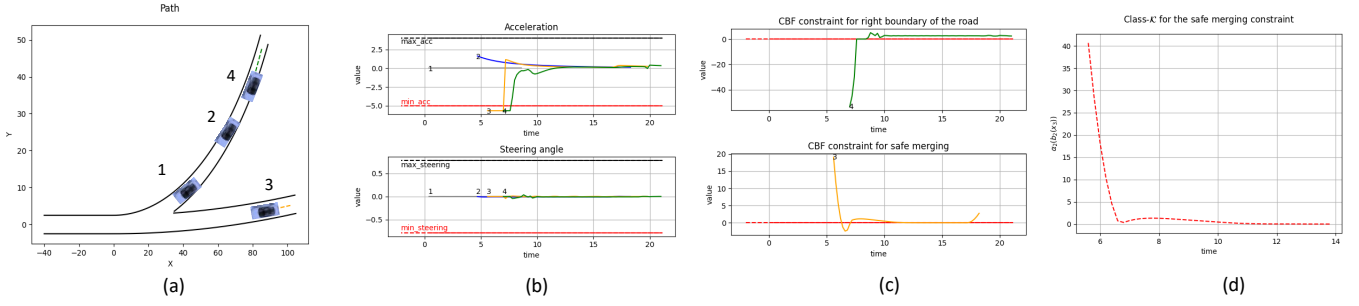 Path
Y
50
40
30
20
10
0
−40
−20
0
20
40
60
80
100
X
1
2
3
4
(a)
Acceleration
value
2.5
0.0
−2.5
−5.0
max_acc
min_acc
1
2
3
4
0
5
10
15
20
time
Steering angle
value
0.5
0.0
−0.5
max_steering
min_steering
1
2
3
4
0
5
10
15
20
time
(b)
CBF constraint for right boundary of the road
value
0
−20
−40
4
0
5
10
15
20
time
CBF constraint for safe merging
value
20
15
10
5
0
3
0
5
10
15
20
time
(c)
Class-𝒦 for the safe merging constraint
α₂(b₂(x₃))
40
35
30
25
20
15
10
5
0
6
8
10
12
14
time
(d)